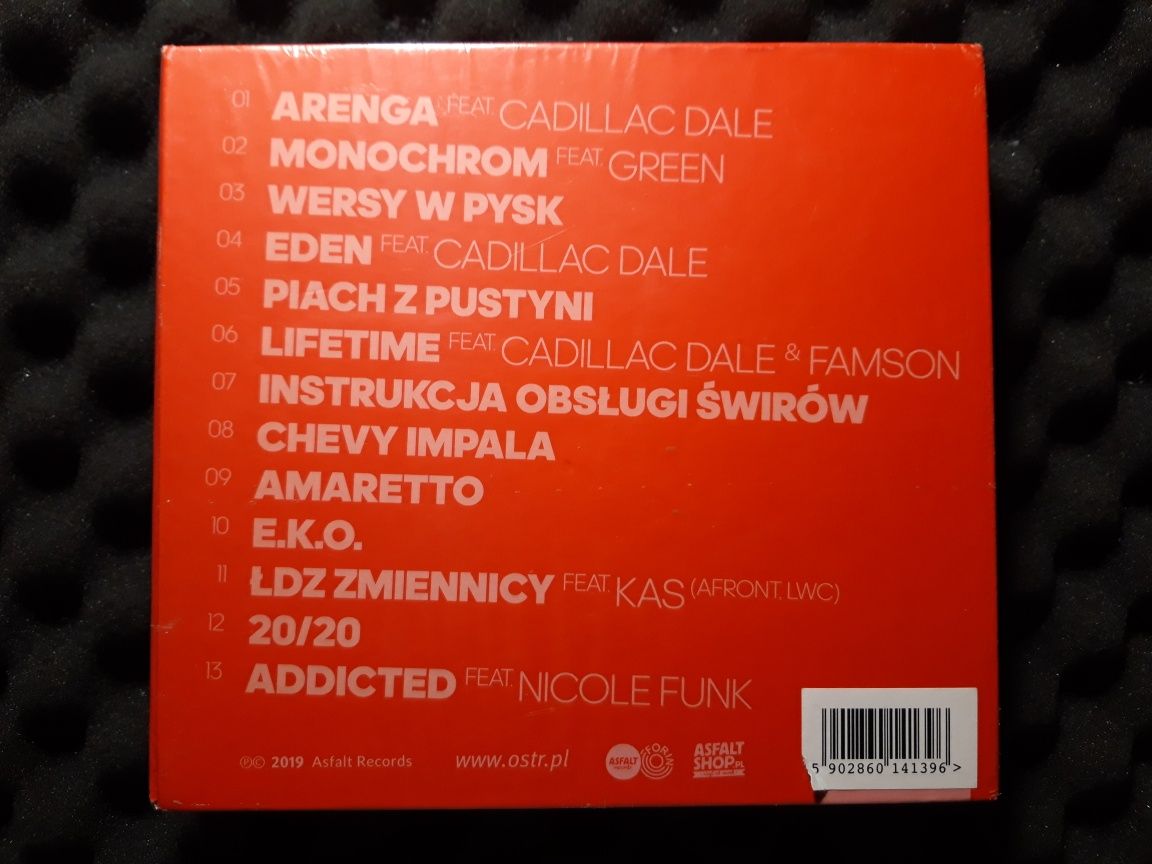 01 ARENGA FEAT. CADILLAC DALE
02 MONOCHROM FEAT. GREEN
03 WERSY W PYSK
04 EDEN FEAT. CADILLAC DALE
05 PIACH Z PUSTYNI
06 LIFETIME FEAT. CADILLAC DALE & FAMSON
07 INSTRUKCJA OBSŁUGI ŚWIRÓW
08 CHEVY IMPALA
09 AMARETTO
10 E.K.O.
11 ŁDZ ZMIENNICY FEAT. KAS (AFRONT, LWC)
12 20/20
13 ADDICTED FEAT. NICOLE FUNK
℗© 2019 Asfalt Records
www.ostr.pl
ASFALT records
OFFORINT
ASFALT SHOP.PL
5 902860 141396 >